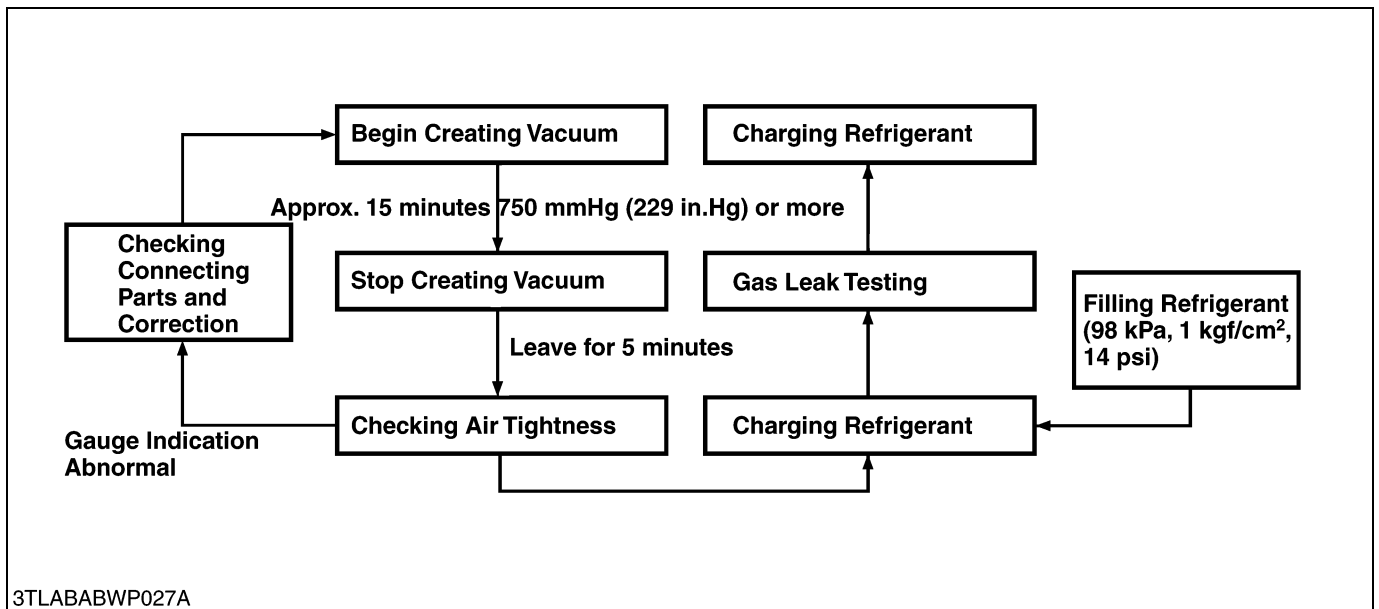 Begin Creating Vacuum
Approx. 15 minutes 750 mmHg (229 in.Hg) or more
Stop Creating Vacuum
Leave for 5 minutes
Checking Air Tightness
Gauge Indication
Abnormal
Checking
Connecting
Parts and
Correction
Charging Refrigerant
Gas Leak Testing
Charging Refrigerant
Filling Refrigerant
(98 kPa, 1 kgf/cm²,
14 psi)
3TLABABWP027A